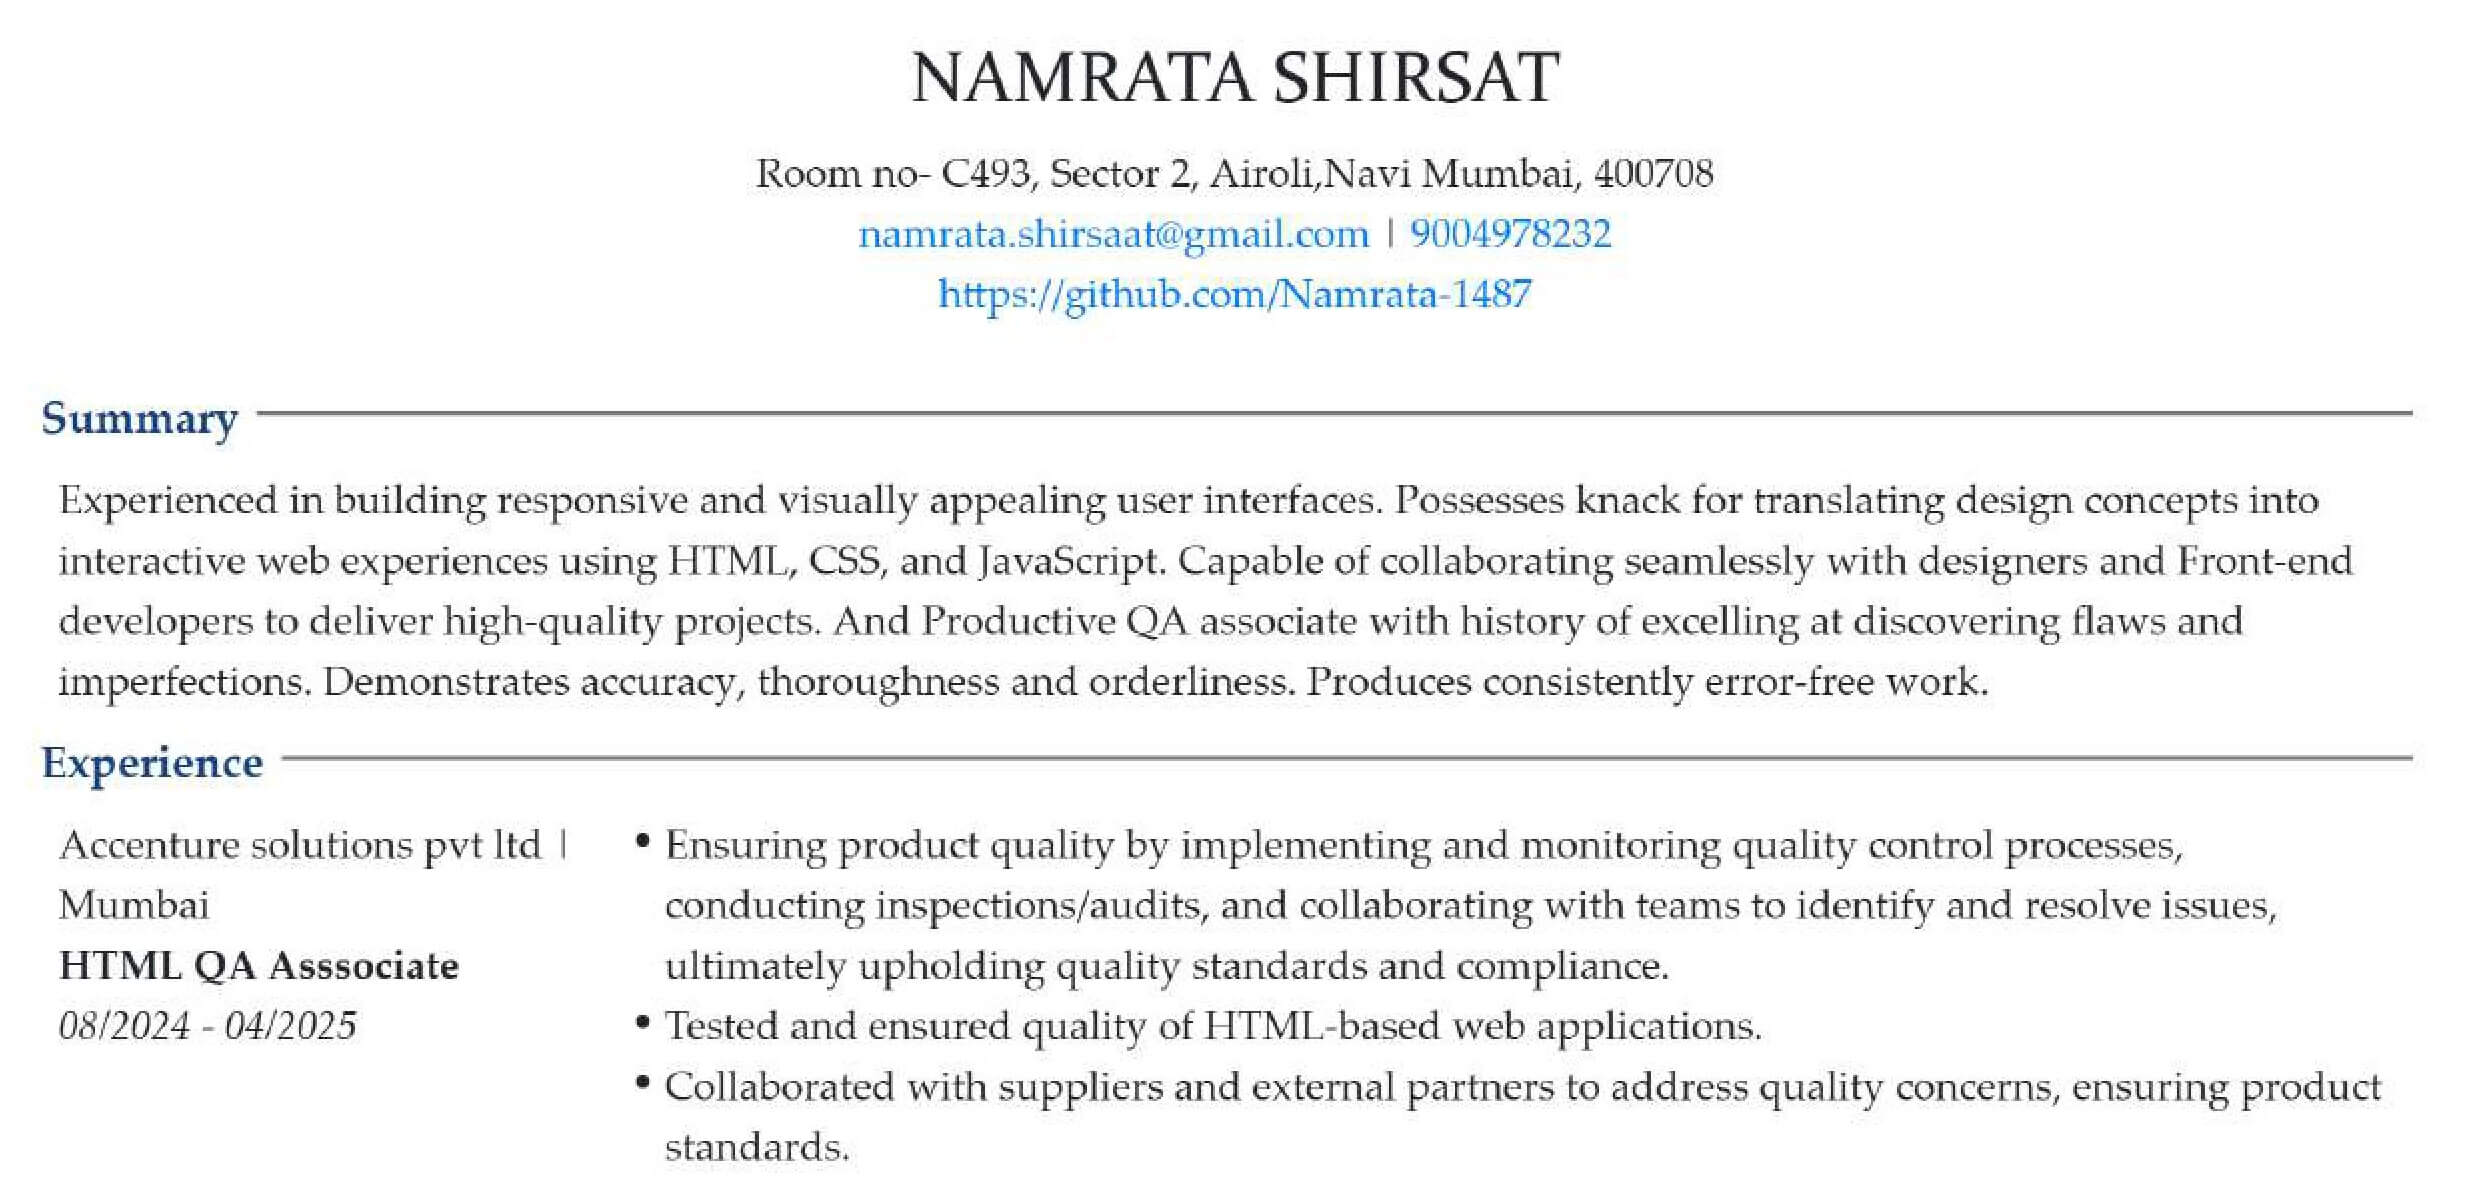 NAMRATA SHIRSAT
Room no- C493, Sector 2, Airoli,Navi Mumbai, 400708
namrata.shirsaat@gmail.com | 9004978232
https://github.com/Namrata-1487
Summary
Experienced in building responsive and visually appealing user interfaces. Possesses knack for translating design concepts into
interactive web experiences using HTML, CSS, and JavaScript. Capable of collaborating seamlessly with designers and Front-end
developers to deliver high-quality projects. And Productive QA associate with history of excelling at discovering flaws and
imperfections. Demonstrates accuracy, thoroughness and orderliness. Produces consistently error-free work.
Experience
Accenture solutions pvt ltd |
Mumbai
HTML QA Asssociate
08/2024 - 04/2025
• Ensuring product quality by implementing and monitoring quality control processes,
conducting inspections/audits, and collaborating with teams to identify and resolve issues,
ultimately upholding quality standards and compliance.
• Tested and ensured quality of HTML-based web applications.
• Collaborated with suppliers and external partners to address quality concerns, ensuring product
standards.